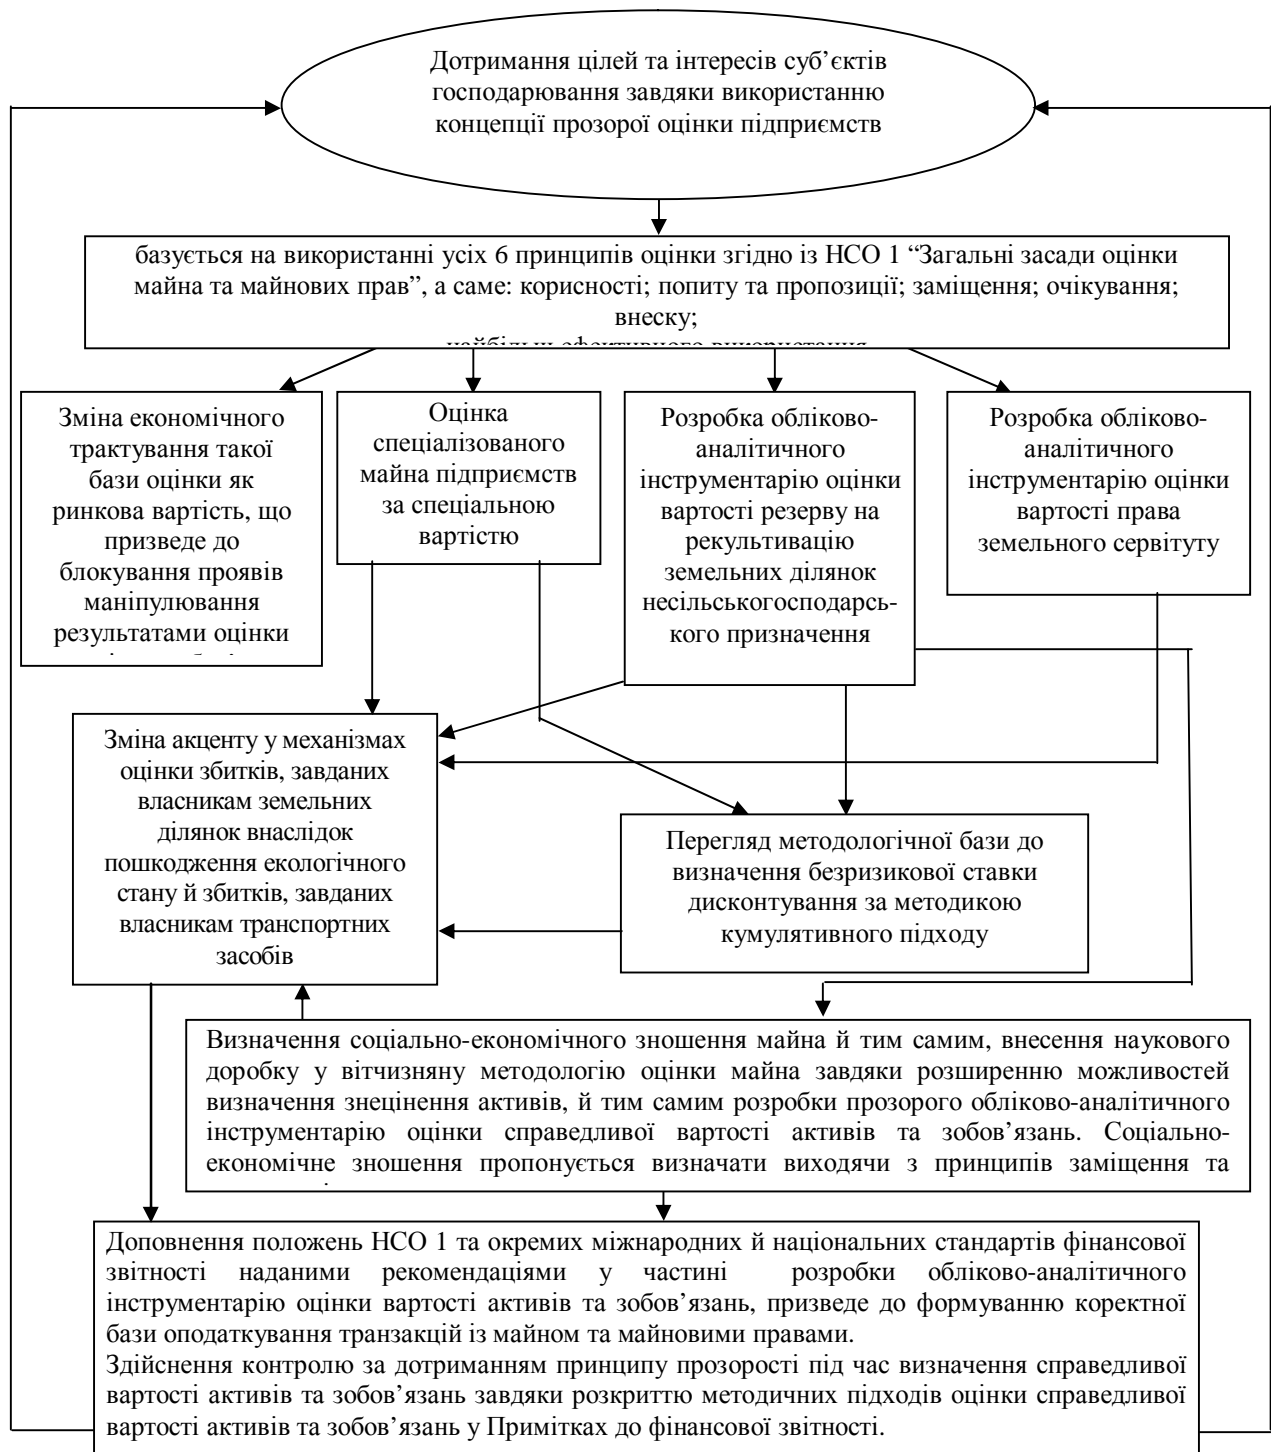 Дотримання цілей та інтересів суб’єктів
господарювання завдяки використанню
концепції прозорої оцінки підприємств
базується на використанні усіх 6 принципів оцінки згідно із НСО 1 “Загальні засади оцінки
майна та майнових прав”, а саме: корисності; попиту та пропозиції; заміщення; очікування;
внеску;
найбільш ефективного використання
Зміна економічного
трактування такої
бази оцінки як
ринкова вартість, що
призведе до
блокування проявів
маніпулювання
результатами оцінки
Оцінка
спеціалізованого
майна підприємств
за спеціальною
вартістю
Розробка обліково-
аналітичного
інструментарію оцінки
вартості резерву на
рекультивацію
земельних ділянок
несільськогосподарсь-
кого призначення
Розробка обліково-
аналітичного
інструментарію оцінки
вартості права
земельного сервітуту
Зміна акценту у механізмах
оцінки збитків, завданих
власникам земельних
ділянок внаслідок
пошкодження екологічного
стану й збитків, завданих
власникам транспортних
засобів
Перегляд методологічної бази до
визначення безризикової ставки
дисконтування за методикою
кумулятивного підходу
Визначення соціально-економічного зношення майна й тим самим, внесення наукового
доробку у вітчизняну методологію оцінки майна завдяки розширенню можливостей
визначення знецінення активів, й тим самим розробки прозорого обліково-аналітичного
інструментарію оцінки справедливої вартості активів та зобов’язань. Соціально-
економічне зношення пропонується визначати виходячи з принципів заміщення та
Доповнення положень НСО 1 та окремих міжнародних й національних стандартів фінансової
звітності наданими рекомендаціями у частині розробки обліково-аналітичного
інструментарію оцінки вартості активів та зобов’язань, призведе до формуванню коректної
бази оподаткування транзакцій із майном та майновими правами.
Здійснення контролю за дотриманням принципу прозорості під час визначення справедливої
вартості активів та зобов’язань завдяки розкриттю методичних підходів оцінки справедливої
вартості активів та зобов’язань у Примітках до фінансової звітності.